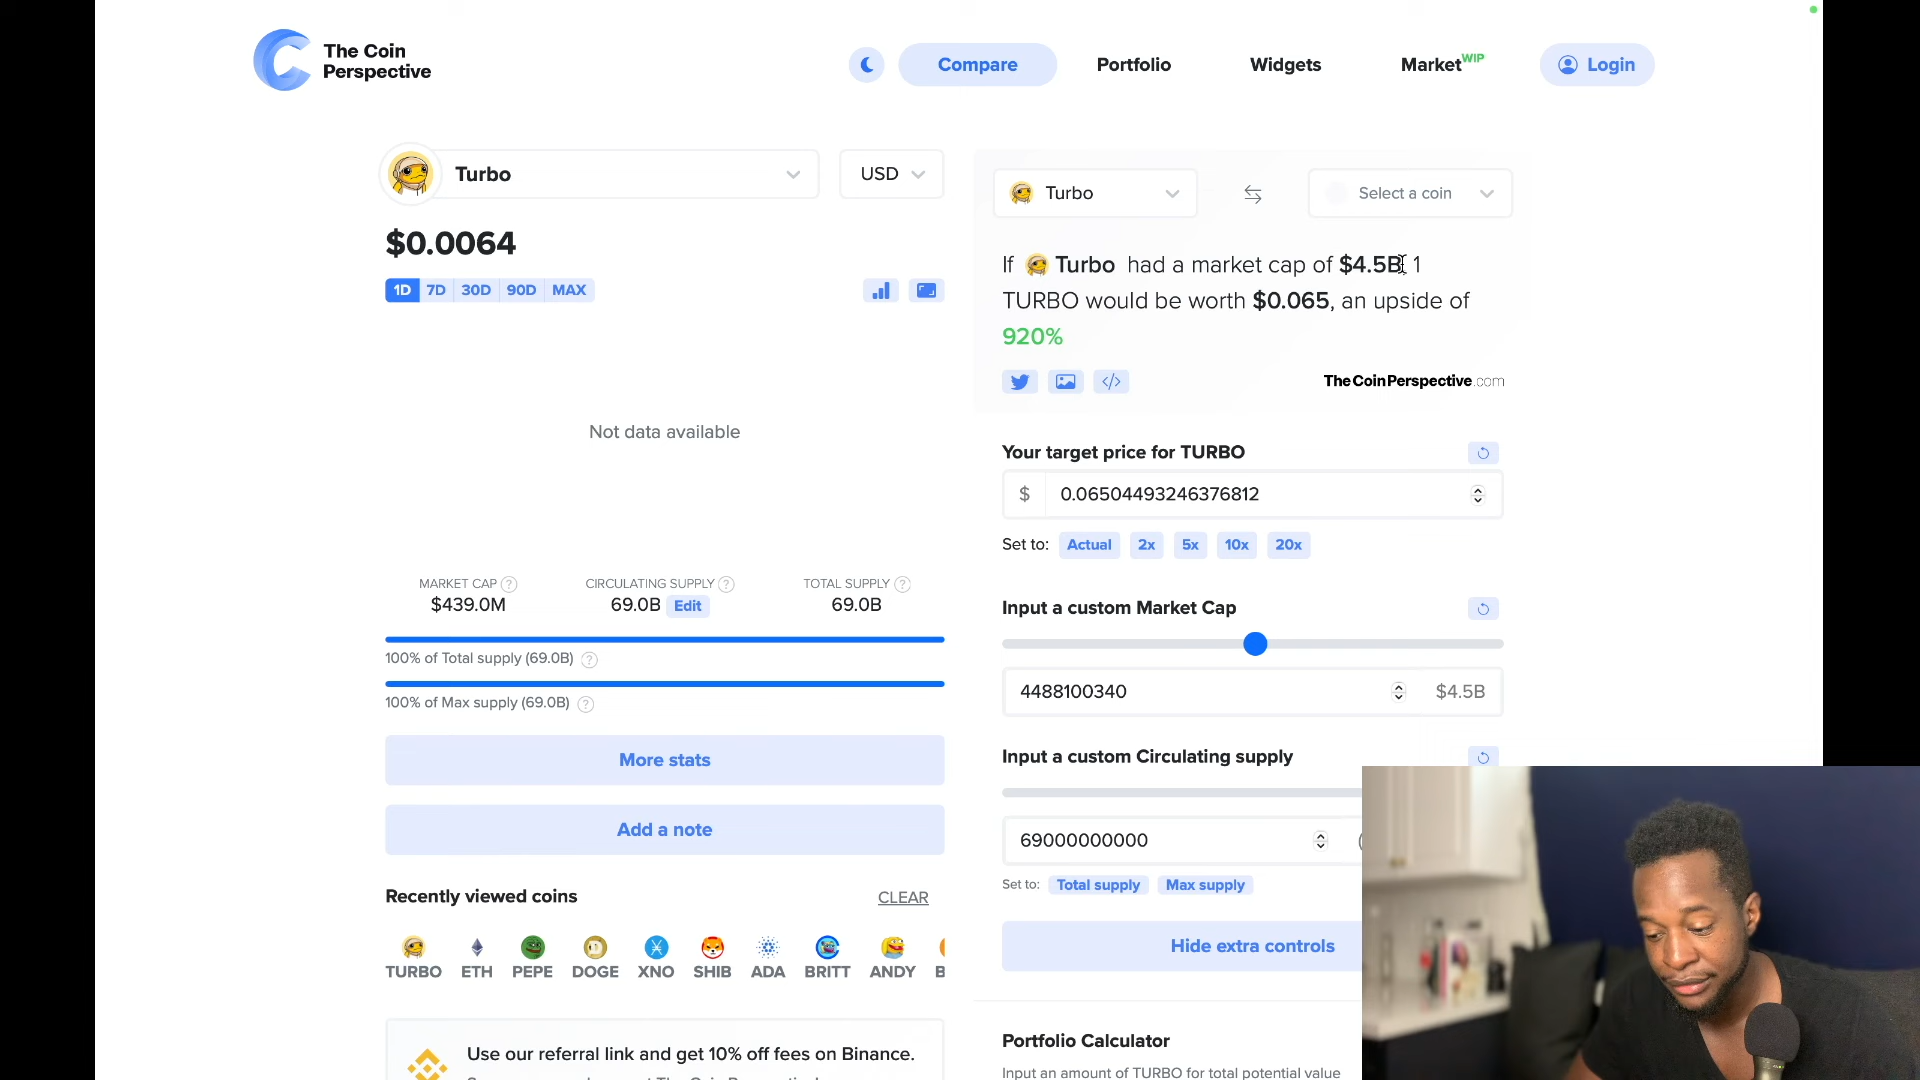 The Coin
Perspective
Compare
Portfolio
Widgets
Market WIP
Login
Turbo
USD
$0.0064
1D 7D 30D 90D MAX
Not data available
MARKET CAP ? CIRCULATING SUPPLY ? TOTAL SUPPLY ?
$439.0M 69.0B Edit 69.0B
100% of Total supply (69.0B) ?
100% of Max supply (69.0B) ?
More stats
Add a note
Recently viewed coins CLEAR
TURBO ETH PEPE DOGE XNO SHIB ADA BRITT ANDY B
Use our referral link and get 10% off fees on Binance.
Turbo Select a coin
If Turbo had a market cap of $4.5B 1
TURBO would be worth $0.065, an upside of
920%
TheCoinPerspective.com
Your target price for TURBO
$ 0.06504493246376812
Set to: Actual 2x 5x 10x 20x
Input a custom Market Cap
4488100340 $4.5B
Input a custom Circulating supply
69000000000 (
Set to: Total supply Max supply
Hide extra controls
Portfolio Calculator
Input an amount of TURBO for total potential value